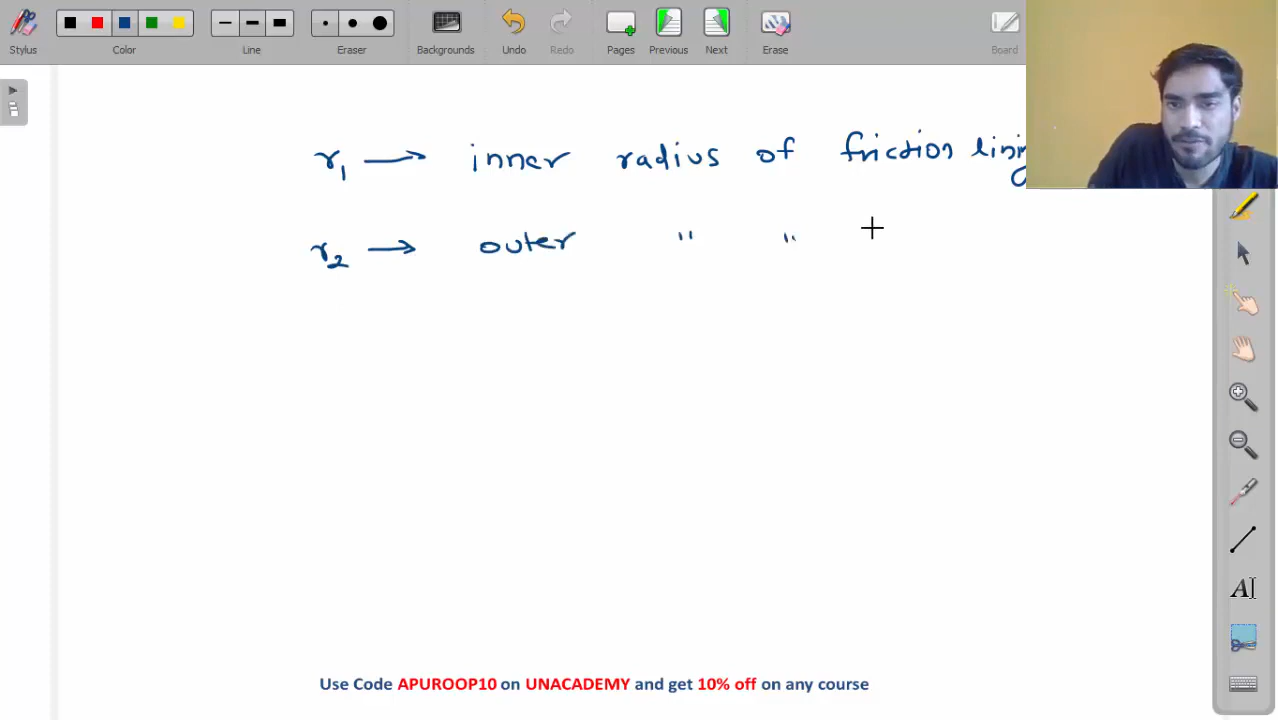 Stylus Color Line Eraser Backgrounds Undo Redo Pages Previous Next Erase Board
r₁ → inner radius of friction
r₂ → outer " "
Use Code APUROOP10 on UNACADEMY and get 10% off on any course